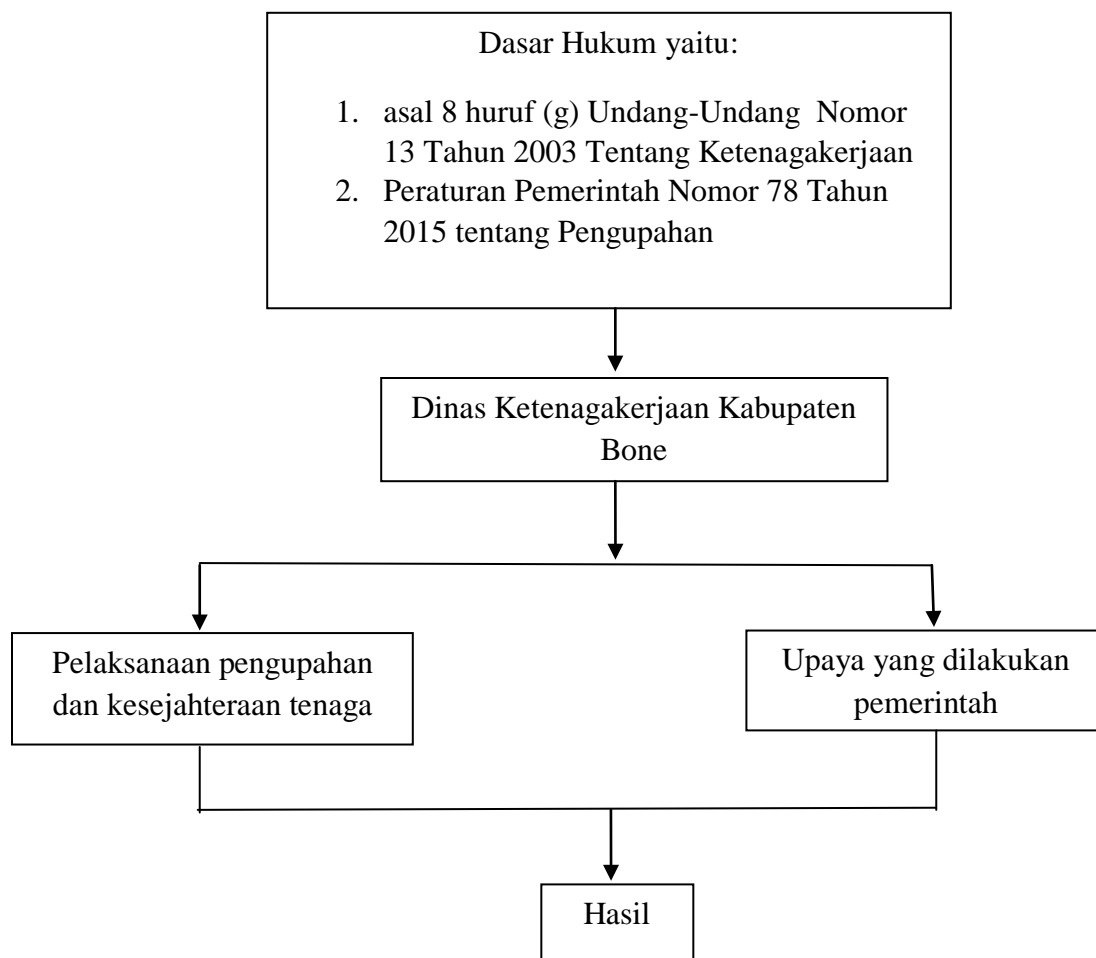 Dasar Hukum yaitu:
1. asal 8 huruf (g) Undang-Undang Nomor
13 Tahun 2003 Tentang Ketenagakerjaan
2. Peraturan Pemerintah Nomor 78 Tahun
2015 tentang Pengupahan
Dinas Ketenagakerjaan Kabupaten
Bone
Pelaksanaan pengupahan
dan kesejahteraan tenaga
Upaya yang dilakukan
pemerintah
Hasil